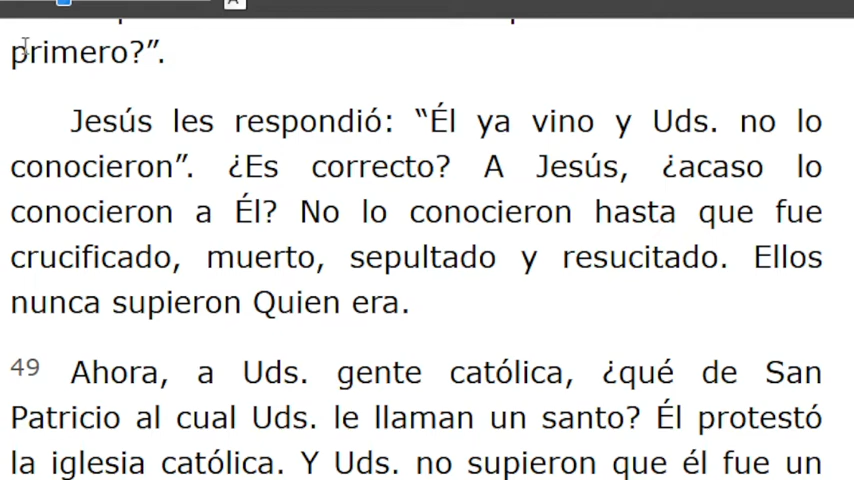 primero?”.
Jesús les respondió: “Él ya vino y Uds. no lo
conocieron”. ¿Es correcto? A Jesús, ¿acaso lo
conocieron a Él? No lo conocieron hasta que fue
crucificado, muerto, sepultado y resucitado. Ellos
nunca supieron Quien era.
49 Ahora, a Uds. gente católica, ¿qué de San
Patricio al cual Uds. le llaman un santo? Él protestó
la iglesia católica. Y Uds. no supieron que él fue un